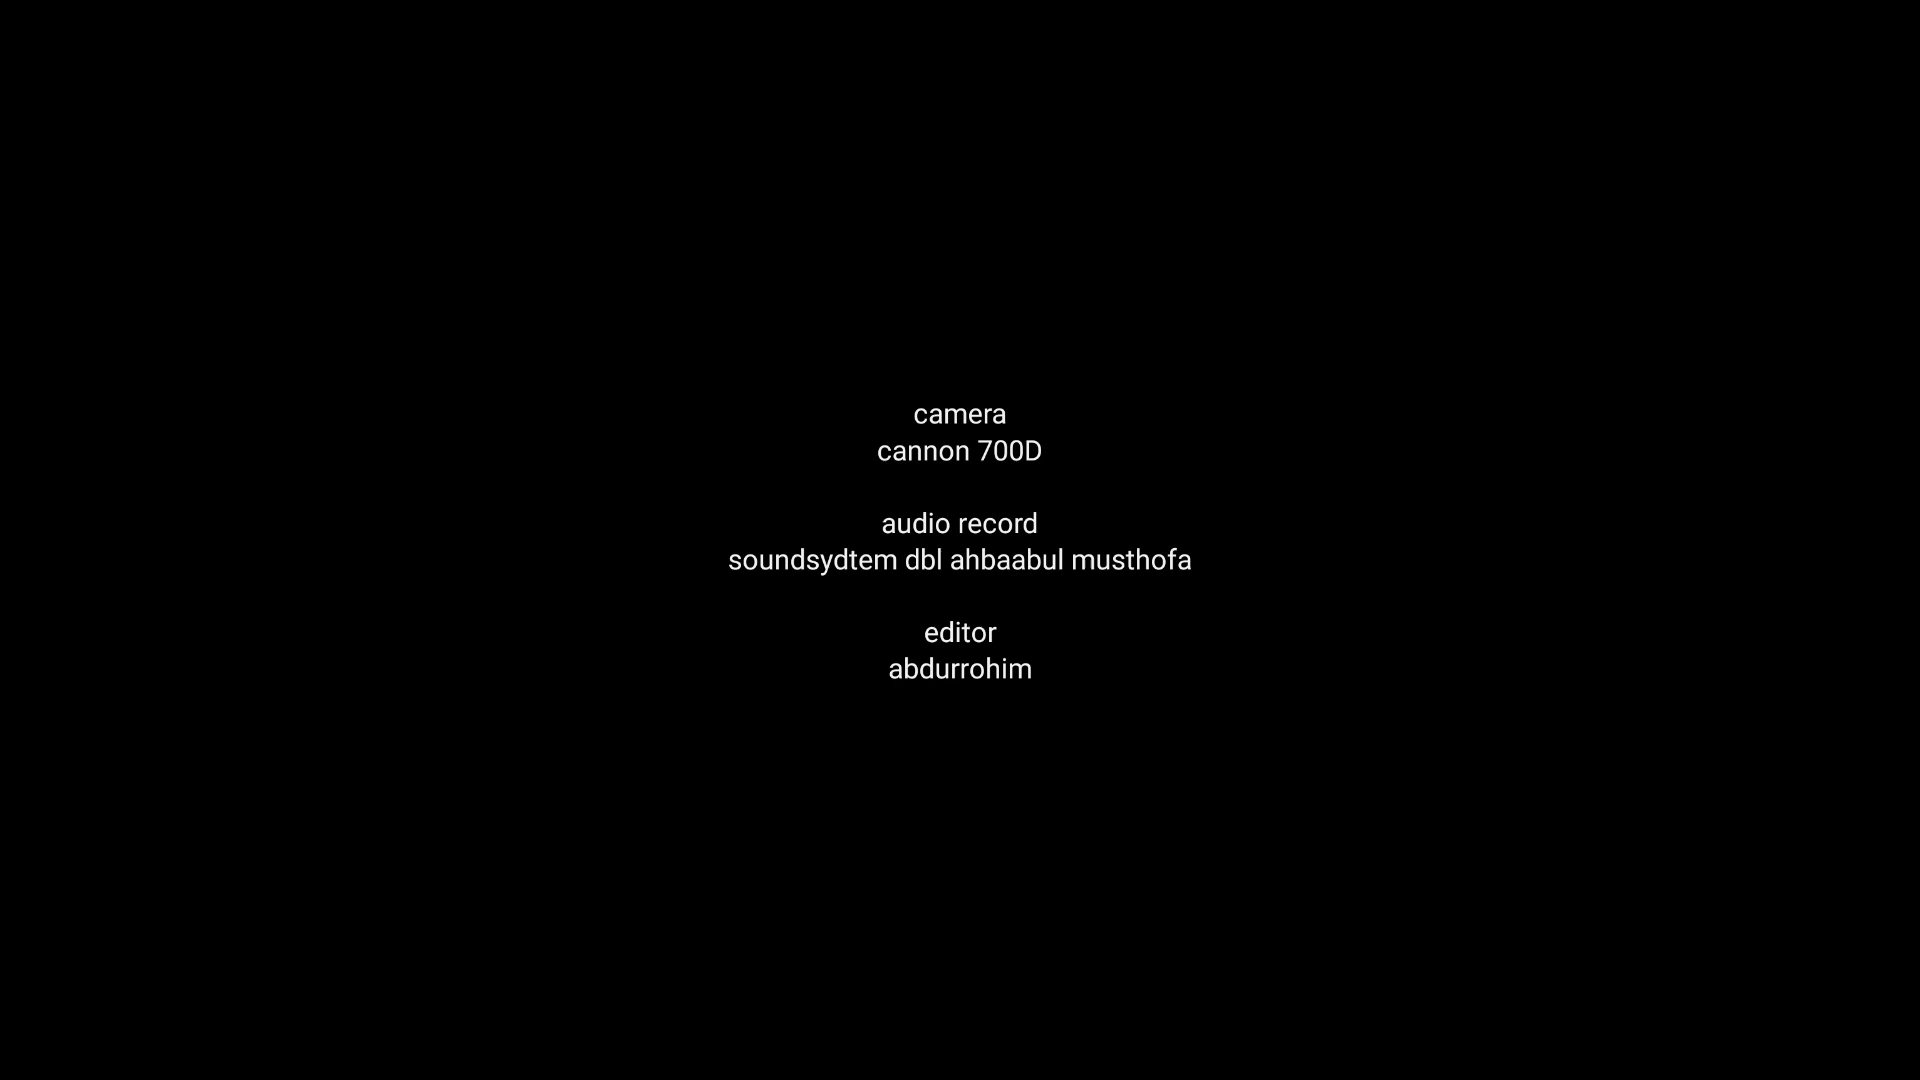 camera
cannon 700D
audio record
soundsydtem dbl ahbaabul musthofa
editor
abdurrohim